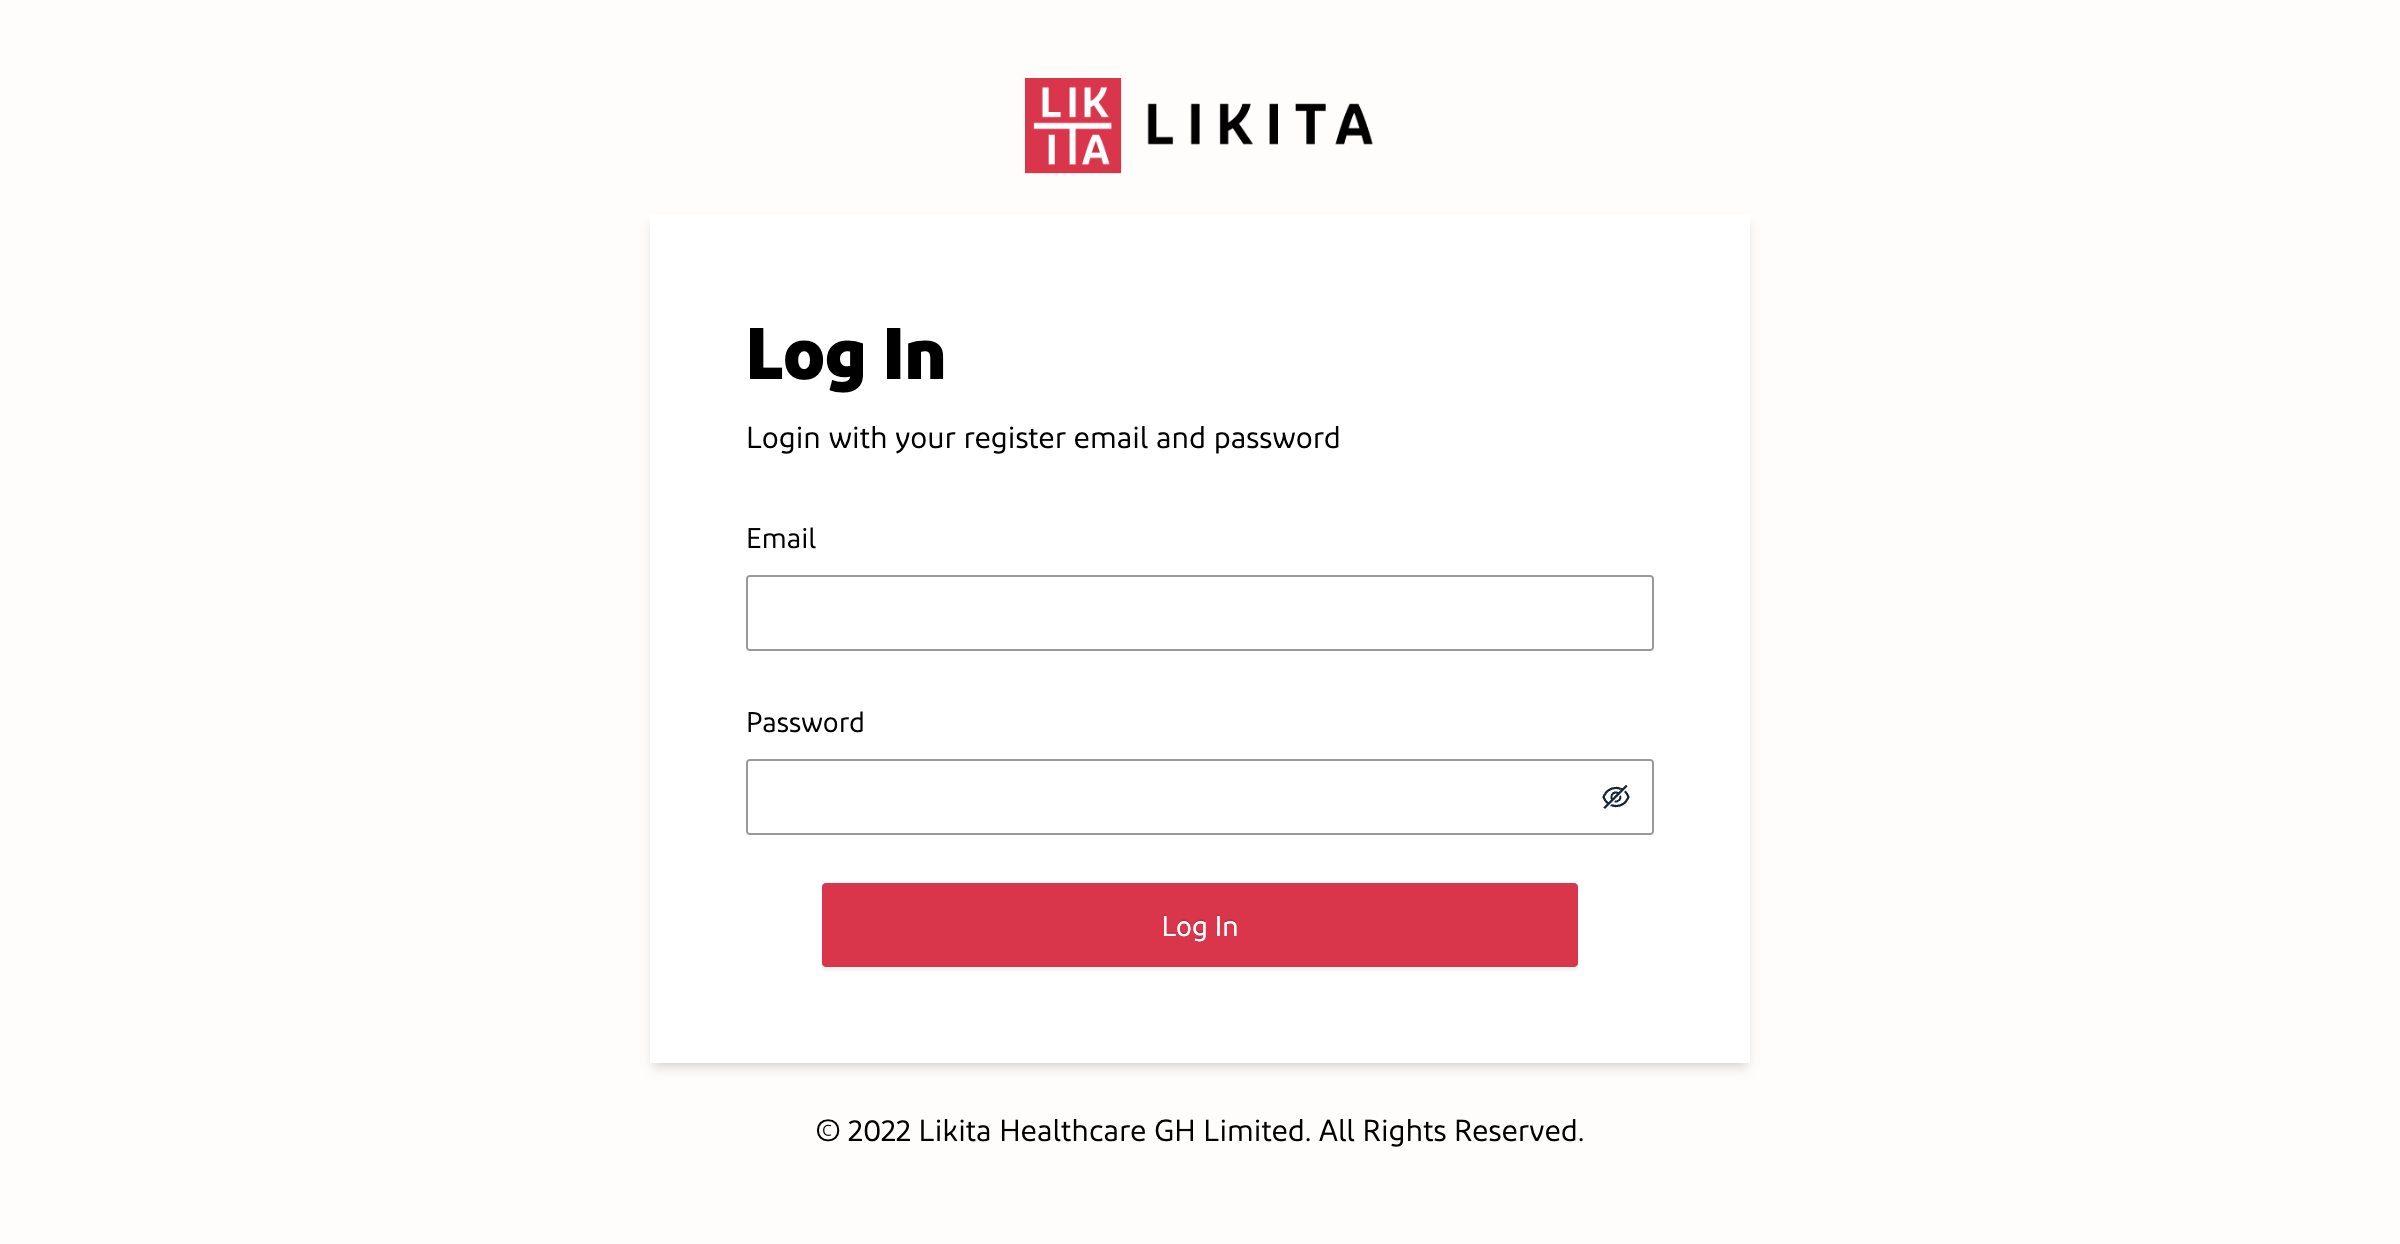 LIK
ITA
LIKITA
Log In
Login with your register email and password
Email
Password
Log In
© 2022 Likita Healthcare GH Limited. All Rights Reserved.